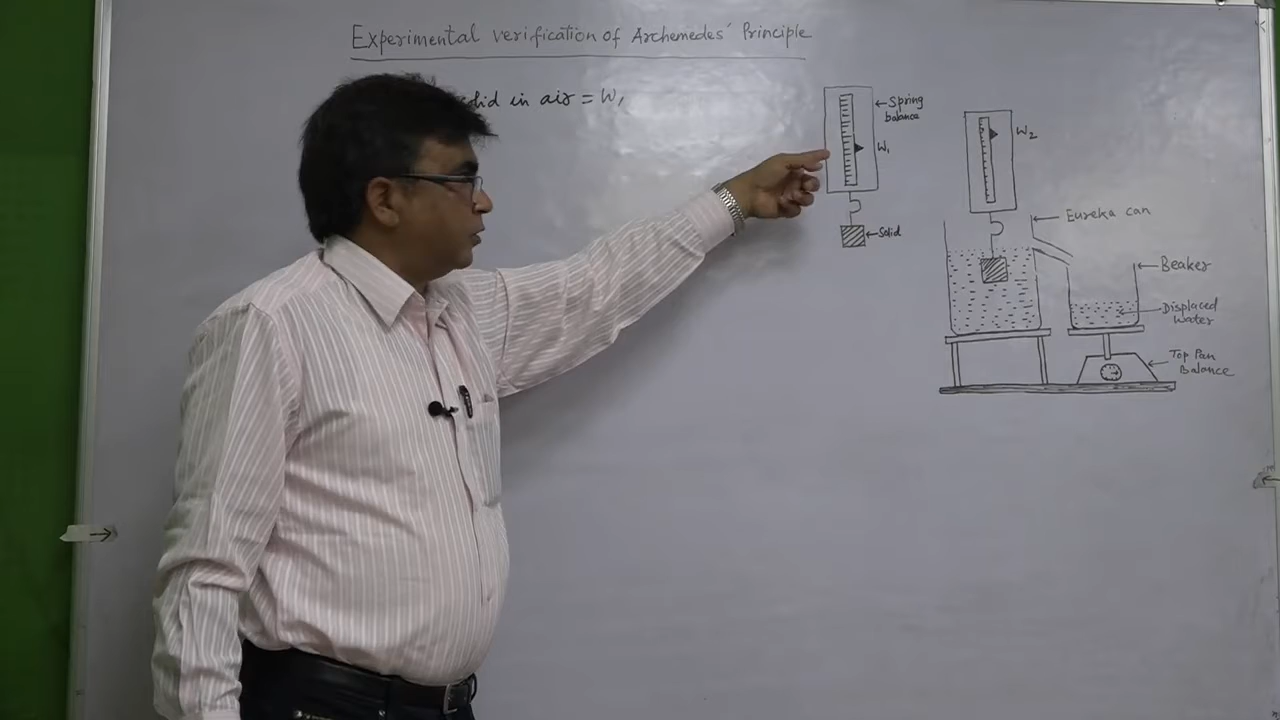 Experimental verification of Archemedes' Principle
solid in air = W₁
Spring
balance
W₁
Solid
W₂
Eureka can
Beaker
Displaced
Water
Top Pan
Balance